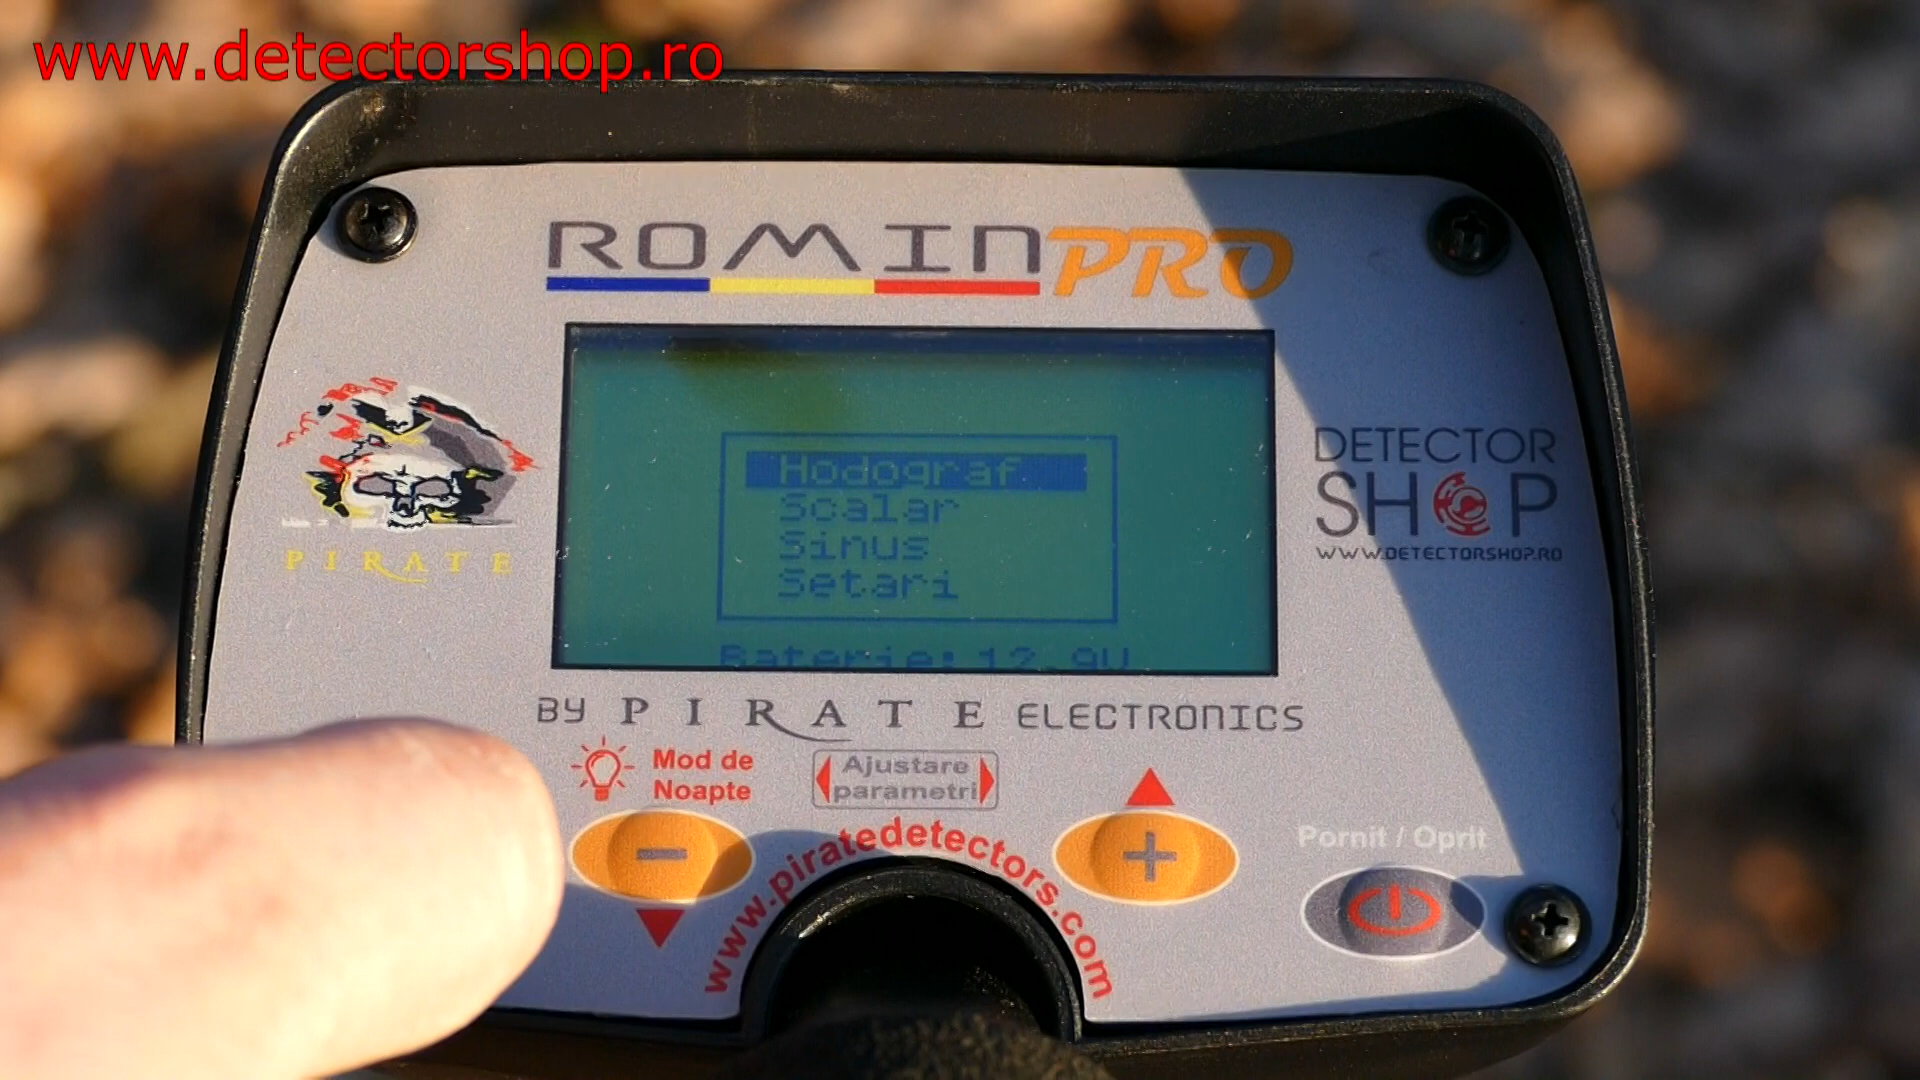 www.detectorshop.ro
ROMIN PRO
Hodograf
Scalar
Sinus
Setari
Baterie: 12.9V
PIRATE
DETECTOR
SHOP
WWW.DETECTORSHOP.RO
BY PIRATE ELECTRONICS
Mod de
Noapte
Ajustare
parametri
Pornit / Oprit
www.piratedetectors.com